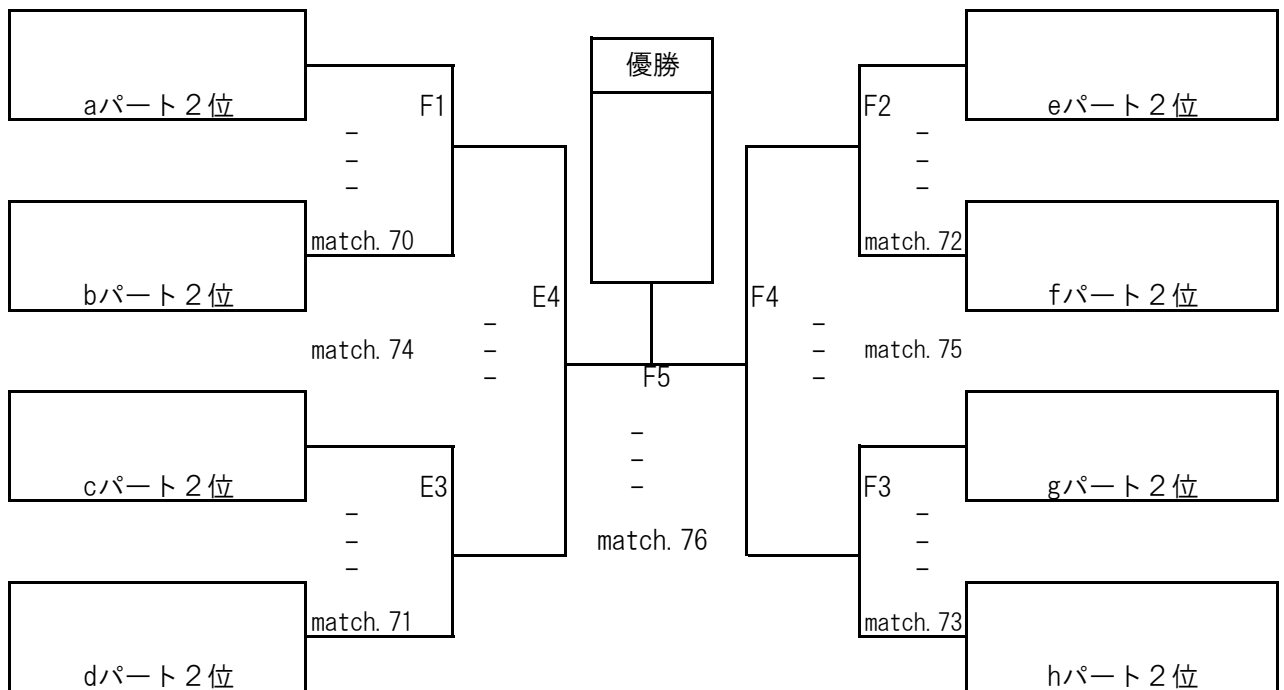 優勝
aパート２位
F1
F2
eパート２位
–
–
–
–
–
–
match. 70
match. 72
bパート２位
E4
F4
fパート２位
match. 74
–
–
–
–
–
–
match. 75
F5
cパート２位
E3
–
–
–
F3
gパート２位
–
–
–
–
–
–
match. 76
match. 71
match. 73
dパート２位
hパート２位